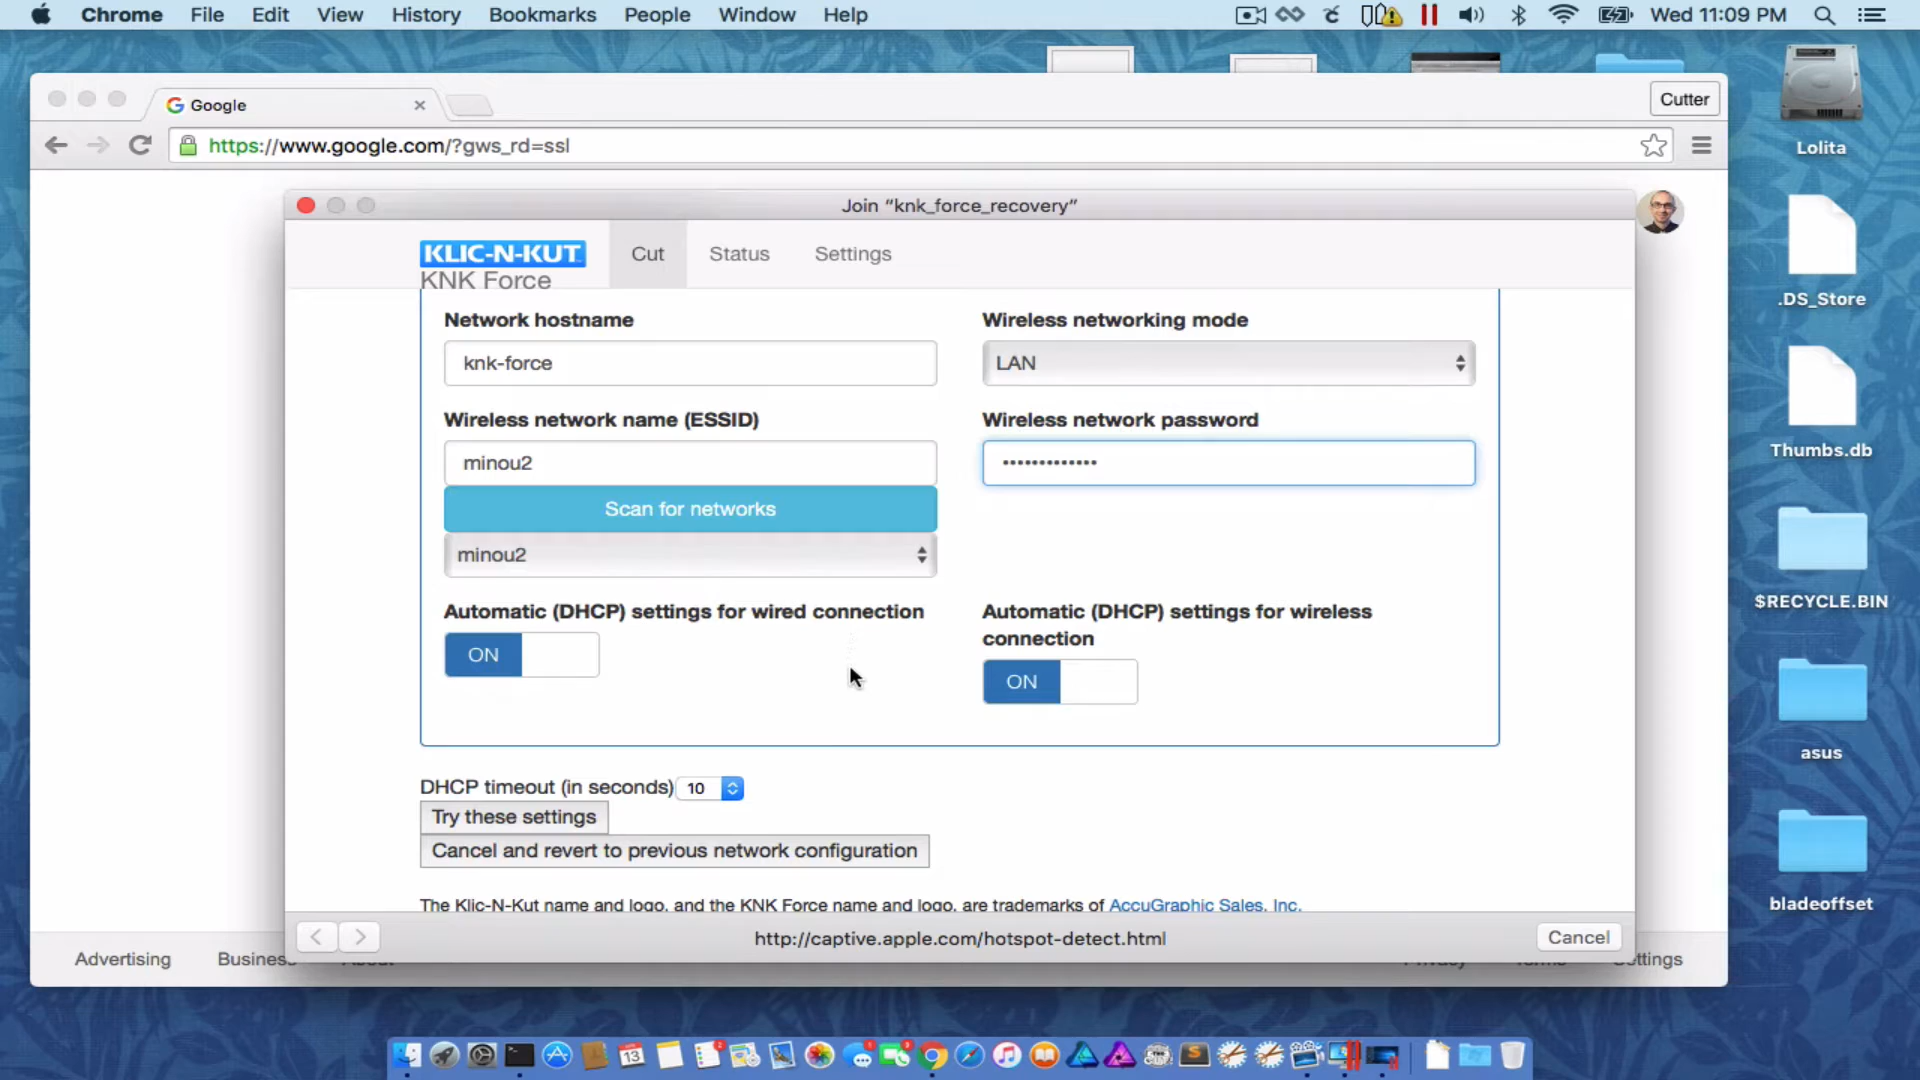 Chrome File Edit View History Bookmarks People Window Help Wed 11:09 PM
Google Cutter
https://www.google.com/?gws_rd=ssl
Lolita
Join “knk_force_recovery”
KLIC-N-KUT
KNK Force
Cut Status Settings
.DS_Store
Network hostname Wireless networking mode
knk-force LAN
Wireless network name (ESSID) Wireless network password
minou2 •••••••••••••
Thumbs.db
Scan for networks
minou2
Automatic (DHCP) settings for wired connection Automatic (DHCP) settings for wireless
connection
$RECYCLE.BIN
ON ON
asus
DHCP timeout (in seconds) 10
Try these settings
Cancel and revert to previous network configuration
The Klic-N-Kut name and logo, and the KNK Force name and logo, are trademarks of AccuGraphic Sales, Inc.
bladeoffset
http://captive.apple.com/hotspot-detect.html Cancel
Advertising Business About Privacy Terms Settings
13